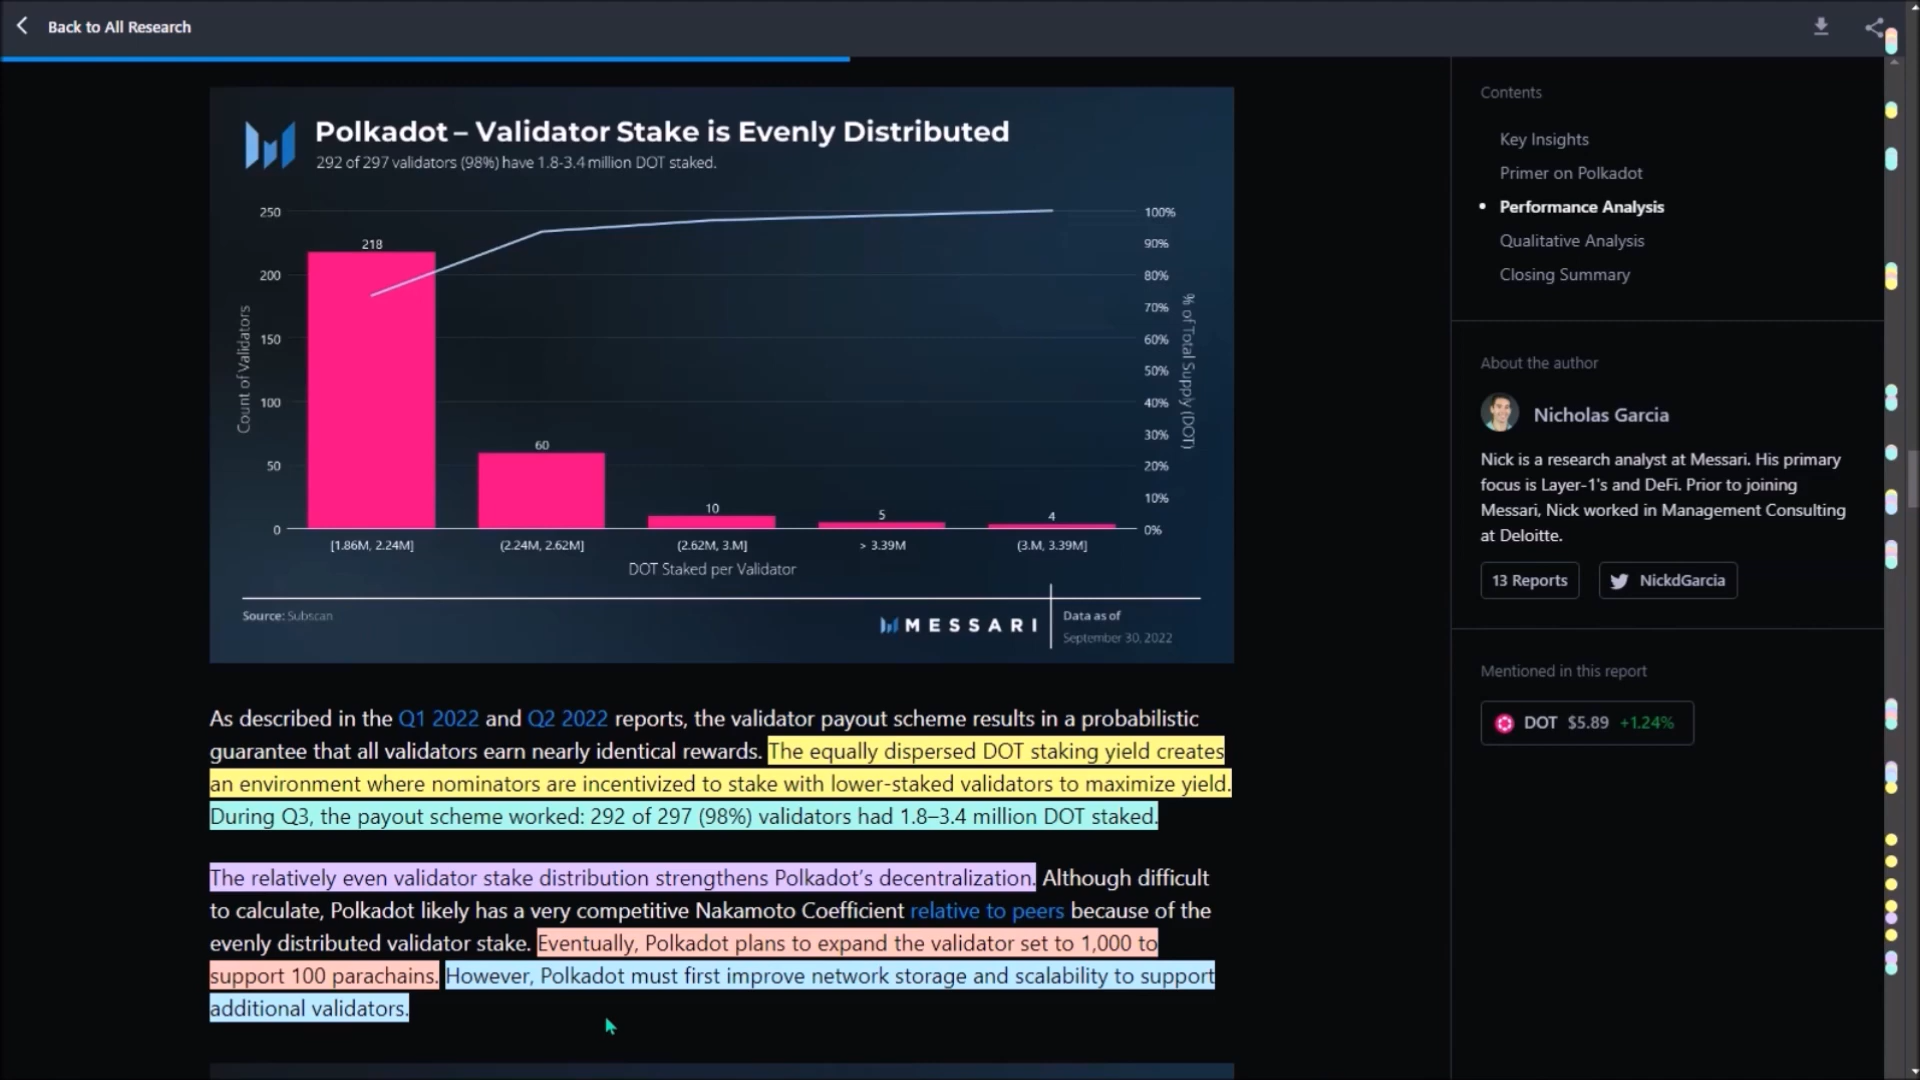 Back to All Research
Polkadot – Validator Stake is Evenly Distributed
292 of 297 validators (98%) have 1.8-3.4 million DOT staked.
Count of Validators
250
200
150
100
50
0
218
60
10
5
4
100%
90%
80%
70%
60%
50%
40%
30%
20%
10%
0%
% of Total Supply (DOT)
[1.86M, 2.24M]
(2.24M, 2.62M]
(2.62M, 3.M]
> 3.39M
(3.M, 3.39M]
DOT Staked per Validator
Source: Subscan
MESSARI
Data as of
September 30, 2022
As described in the Q1 2022 and Q2 2022 reports, the validator payout scheme results in a probabilistic
guarantee that all validators earn nearly identical rewards. The equally dispersed DOT staking yield creates
an environment where nominators are incentivized to stake with lower-staked validators to maximize yield.
During Q3, the payout scheme worked: 292 of 297 (98%) validators had 1.8–3.4 million DOT staked.
The relatively even validator stake distribution strengthens Polkadot’s decentralization. Although difficult
to calculate, Polkadot likely has a very competitive Nakamoto Coefficient relative to peers because of the
evenly distributed validator stake. Eventually, Polkadot plans to expand the validator set to 1,000 to
support 100 parachains. However, Polkadot must first improve network storage and scalability to support
additional validators.
Contents
Key Insights
Primer on Polkadot
Performance Analysis
Qualitative Analysis
Closing Summary
About the author
Nicholas Garcia
Nick is a research analyst at Messari. His primary
focus is Layer-1's and DeFi. Prior to joining
Messari, Nick worked in Management Consulting
at Deloitte.
13 Reports
NickdGarcia
Mentioned in this report
DOT $5.89 +1.24%